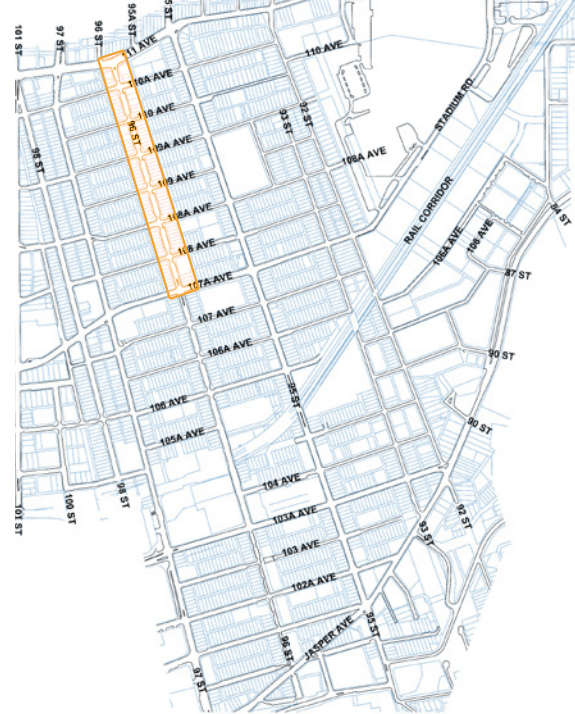 101 ST
97 ST
96 ST
95A ST
111 AVE
110 AVE
110A AVE
110 AVE
96 ST
109A AVE
98 ST
109 AVE
108A AVE
108 AVE
107A AVE
107 AVE
106A AVE
106 AVE
105A AVE
93 ST
92 ST
108A AVE
STADIUM RD
RAIL CORRIDOR
106A AVE
106 AVE
84 ST
87 ST
90 ST
90 ST
95 ST
104 AVE
103A AVE
103 AVE
102A AVE
101 ST
100 ST
98 ST
92 ST
93 ST
95 ST
JASPER AVE
96 ST
97 ST